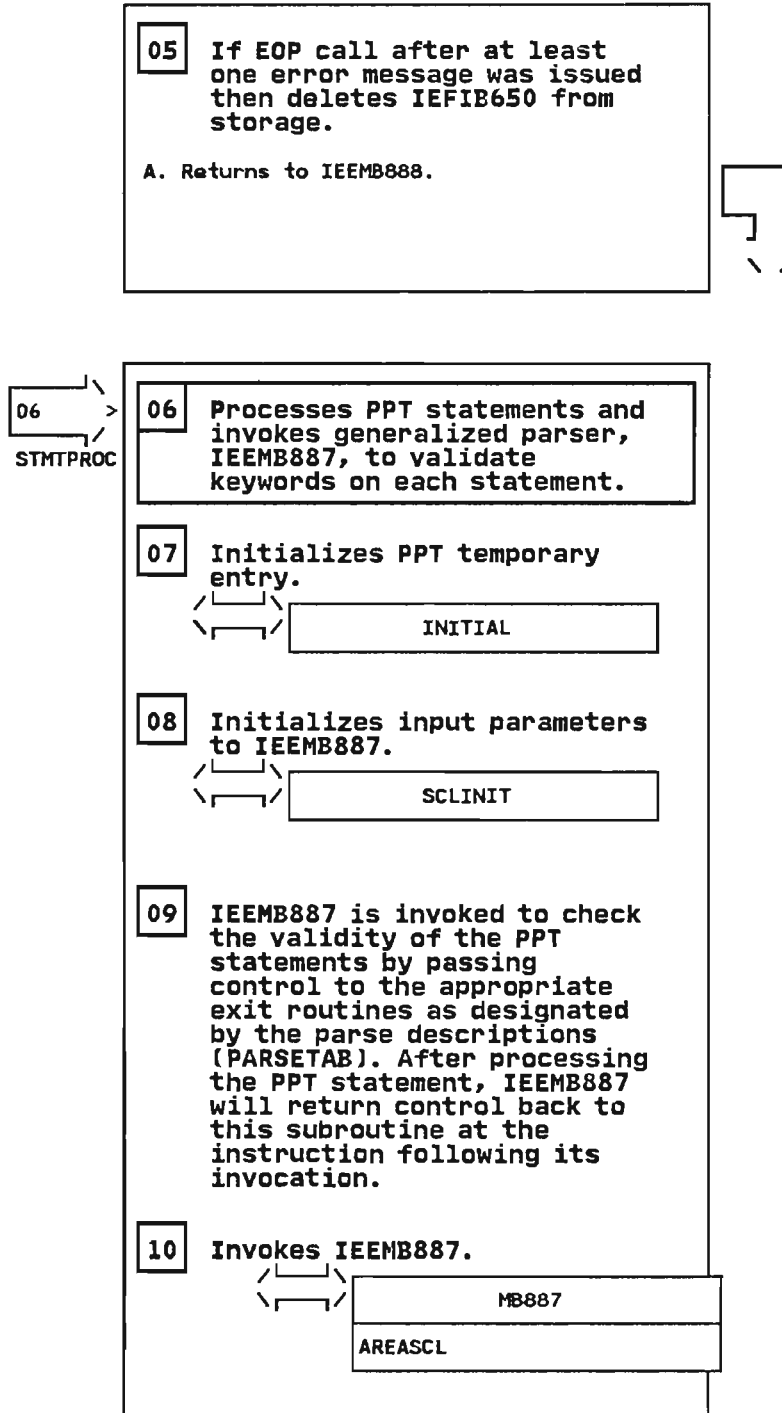 05 If EOP call after at least
one error message was issued
then deletes IEFIB650 from
storage.
A. Returns to IEEMB888.
06 >
STMTPROC
06 Processes PPT statements and
invokes generalized parser,
IEEMB887, to validate
keywords on each statement.
07 Initializes PPT temporary
entry.
INITIAL
08 Initializes input parameters
to IEEMB887.
SCLINIT
09 IEEMB887 is invoked to check
the validity of the PPT
statements by passing
control to the appropriate
exit routines as designated
by the parse descriptions
(PARSETAB). After processing
the PPT statement, IEEMB887
will return control back to
this subroutine at the
instruction following its
invocation.
10 Invokes IEEMB887.
MB887
AREASCL